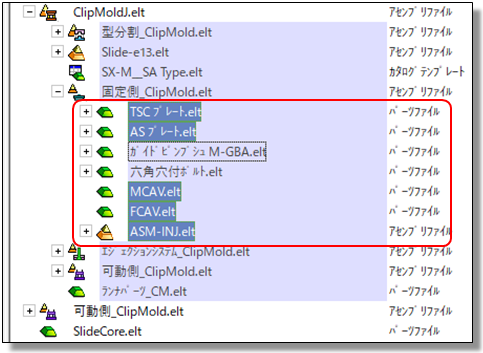 ClipMoldJ.elt ｱｾﾝﾌﾞﾘﾌｧｲﾙ
型分割_ClipMold.elt ｱｾﾝﾌﾞﾘﾌｧｲﾙ
Slide-e13.elt ｱｾﾝﾌﾞﾘﾌｧｲﾙ
SX-M__SA Type.elt ｶﾀﾛｸﾞﾃﾝﾌﾟﾚｰﾄ
固定側_ClipMold.elt ｱｾﾝﾌﾞﾘﾌｧｲﾙ
TSCﾌﾟﾚｰﾄ.elt ﾊﾟｰﾂﾌｧｲﾙ
ASﾌﾟﾚｰﾄ.elt ﾊﾟｰﾂﾌｧｲﾙ
ｶﾞｲﾄﾞﾋﾟﾝﾌﾞｼｭM-GBA.elt ﾊﾟｰﾂﾌｧｲﾙ
六角穴付ﾎﾞﾙﾄ.elt ﾊﾟｰﾂﾌｧｲﾙ
MCAV.elt ﾊﾟｰﾂﾌｧｲﾙ
FCAV.elt ﾊﾟｰﾂﾌｧｲﾙ
ASM-INJ.elt ｱｾﾝﾌﾞﾘﾌｧｲﾙ
ｴｼﾞｪｸｼｮﾝｼｽﾃﾑ_ClipMold.elt ｱｾﾝﾌﾞﾘﾌｧｲﾙ
可動側_ClipMold.elt ｱｾﾝﾌﾞﾘﾌｧｲﾙ
ﾗﾝﾅﾊﾟｰﾂ_CM.elt ﾊﾟｰﾂﾌｧｲﾙ
可動側_ClipMold.elt ｱｾﾝﾌﾞﾘﾌｧｲﾙ
SlideCore.elt ﾊﾟｰﾂﾌｧｲﾙ